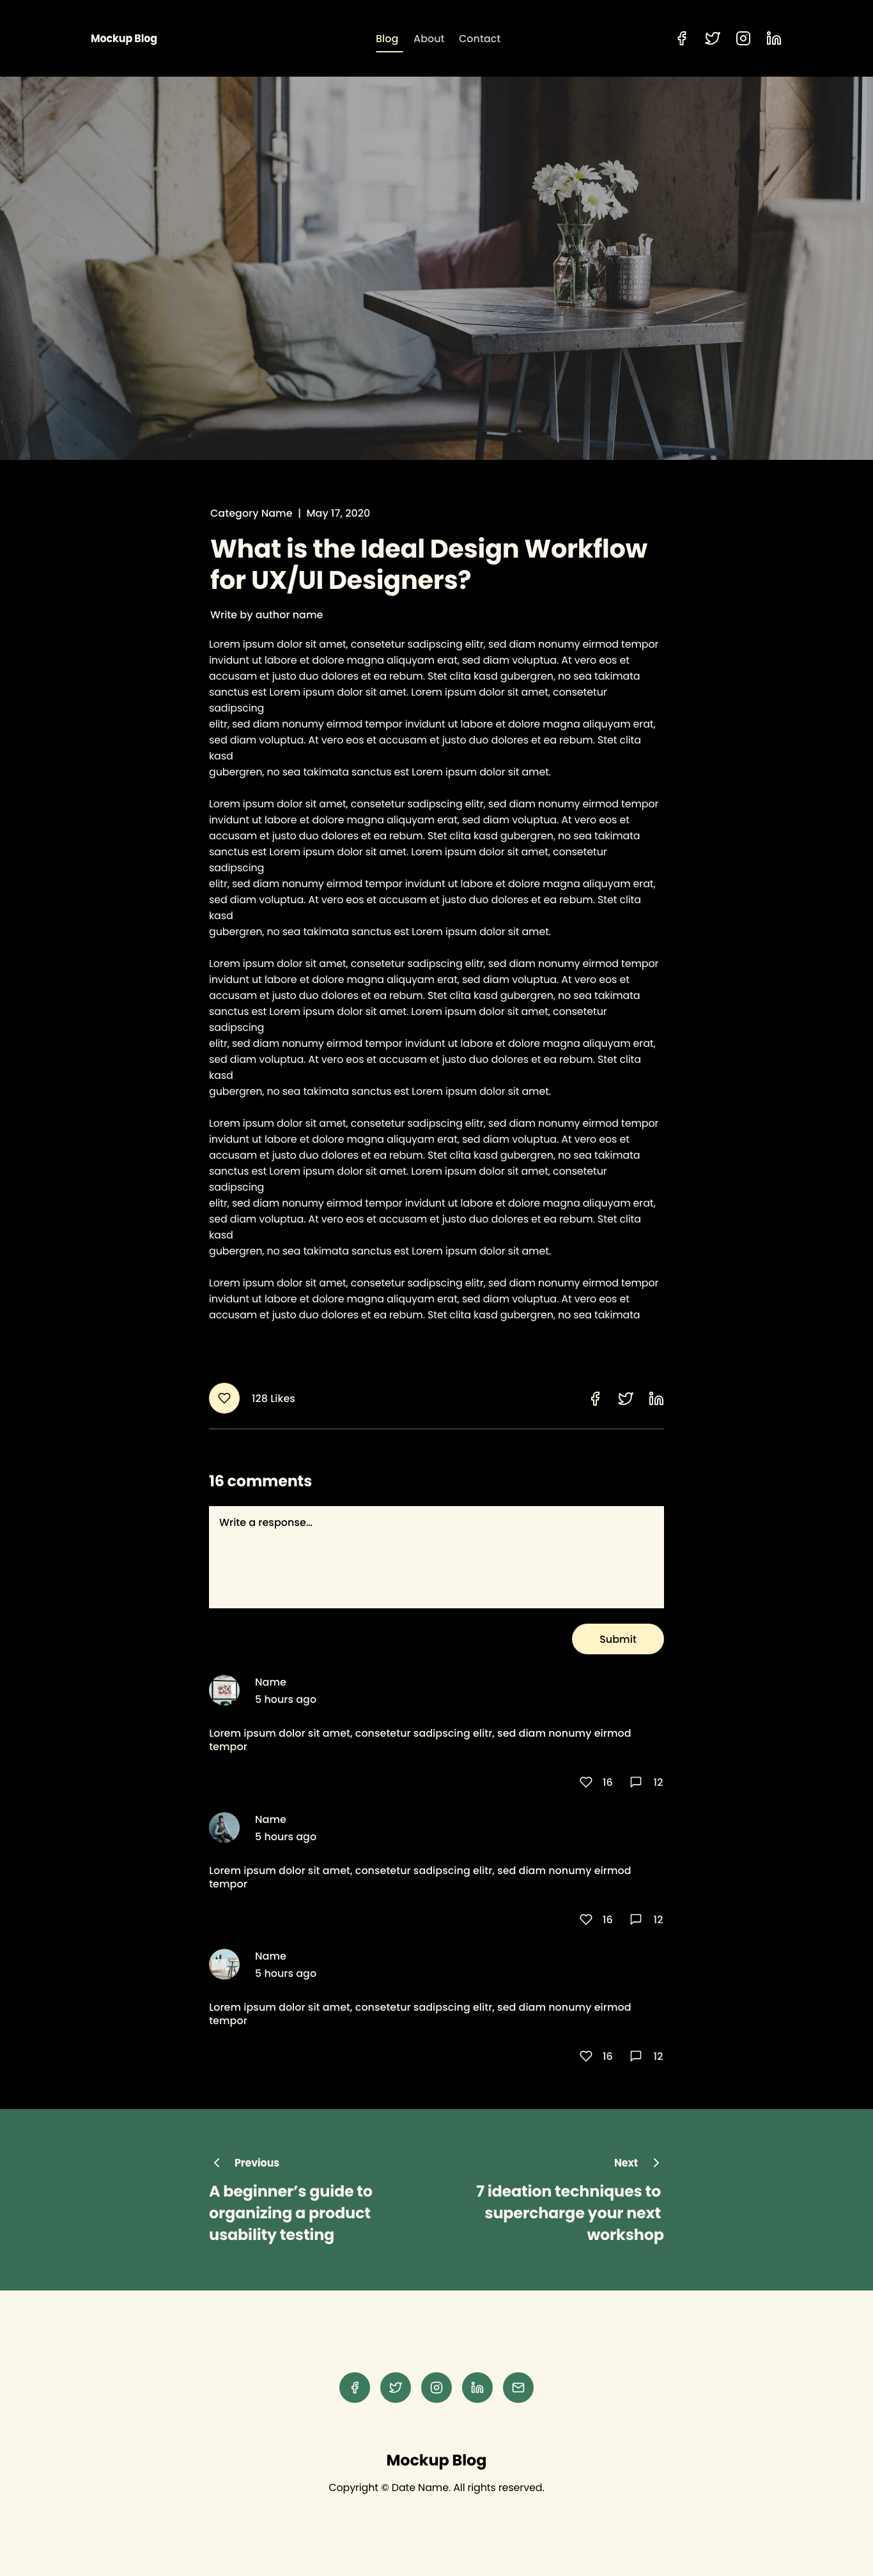 Mockup Blog
Blog About Contact
Category Name | May 17, 2020
What is the Ideal Design Workflow
for UX/UI Designers?
Write by author name
Lorem ipsum dolor sit amet, consetetur sadipscing elitr, sed diam nonumy eirmod tempor
invidunt ut labore et dolore magna aliquyam erat, sed diam voluptua. At vero eos et
accusam et justo duo dolores et ea rebum. Stet clita kasd gubergren, no sea takimata
sanctus est Lorem ipsum dolor sit amet. Lorem ipsum dolor sit amet, consetetur
sadipscing
elitr, sed diam nonumy eirmod tempor invidunt ut labore et dolore magna aliquyam erat,
sed diam voluptua. At vero eos et accusam et justo duo dolores et ea rebum. Stet clita
kasd
gubergren, no sea takimata sanctus est Lorem ipsum dolor sit amet.
Lorem ipsum dolor sit amet, consetetur sadipscing elitr, sed diam nonumy eirmod tempor
invidunt ut labore et dolore magna aliquyam erat, sed diam voluptua. At vero eos et
accusam et justo duo dolores et ea rebum. Stet clita kasd gubergren, no sea takimata
sanctus est Lorem ipsum dolor sit amet. Lorem ipsum dolor sit amet, consetetur
sadipscing
elitr, sed diam nonumy eirmod tempor invidunt ut labore et dolore magna aliquyam erat,
sed diam voluptua. At vero eos et accusam et justo duo dolores et ea rebum. Stet clita
kasd
gubergren, no sea takimata sanctus est Lorem ipsum dolor sit amet.
Lorem ipsum dolor sit amet, consetetur sadipscing elitr, sed diam nonumy eirmod tempor
invidunt ut labore et dolore magna aliquyam erat, sed diam voluptua. At vero eos et
accusam et justo duo dolores et ea rebum. Stet clita kasd gubergren, no sea takimata
sanctus est Lorem ipsum dolor sit amet. Lorem ipsum dolor sit amet, consetetur
sadipscing
elitr, sed diam nonumy eirmod tempor invidunt ut labore et dolore magna aliquyam erat,
sed diam voluptua. At vero eos et accusam et justo duo dolores et ea rebum. Stet clita
kasd
gubergren, no sea takimata sanctus est Lorem ipsum dolor sit amet.
Lorem ipsum dolor sit amet, consetetur sadipscing elitr, sed diam nonumy eirmod tempor
invidunt ut labore et dolore magna aliquyam erat, sed diam voluptua. At vero eos et
accusam et justo duo dolores et ea rebum. Stet clita kasd gubergren, no sea takimata
sanctus est Lorem ipsum dolor sit amet. Lorem ipsum dolor sit amet, consetetur
sadipscing
elitr, sed diam nonumy eirmod tempor invidunt ut labore et dolore magna aliquyam erat,
sed diam voluptua. At vero eos et accusam et justo duo dolores et ea rebum. Stet clita
kasd
gubergren, no sea takimata sanctus est Lorem ipsum dolor sit amet.
Lorem ipsum dolor sit amet, consetetur sadipscing elitr, sed diam nonumy eirmod tempor
invidunt ut labore et dolore magna aliquyam erat, sed diam voluptua. At vero eos et
accusam et justo duo dolores et ea rebum. Stet clita kasd gubergren, no sea takimata
128 Likes
16 comments
Write a response...
Submit
Name
5 hours ago
Lorem ipsum dolor sit amet, consetetur sadipscing elitr, sed diam nonumy eirmod
tempor
16 12
Name
5 hours ago
Lorem ipsum dolor sit amet, consetetur sadipscing elitr, sed diam nonumy eirmod
tempor
16 12
Name
5 hours ago
Lorem ipsum dolor sit amet, consetetur sadipscing elitr, sed diam nonumy eirmod
tempor
16 12
Previous
A beginner's guide to
organizing a product
usability testing
Next
7 ideation techniques to
supercharge your next
workshop
Mockup Blog
Copyright © Date Name. All rights reserved.